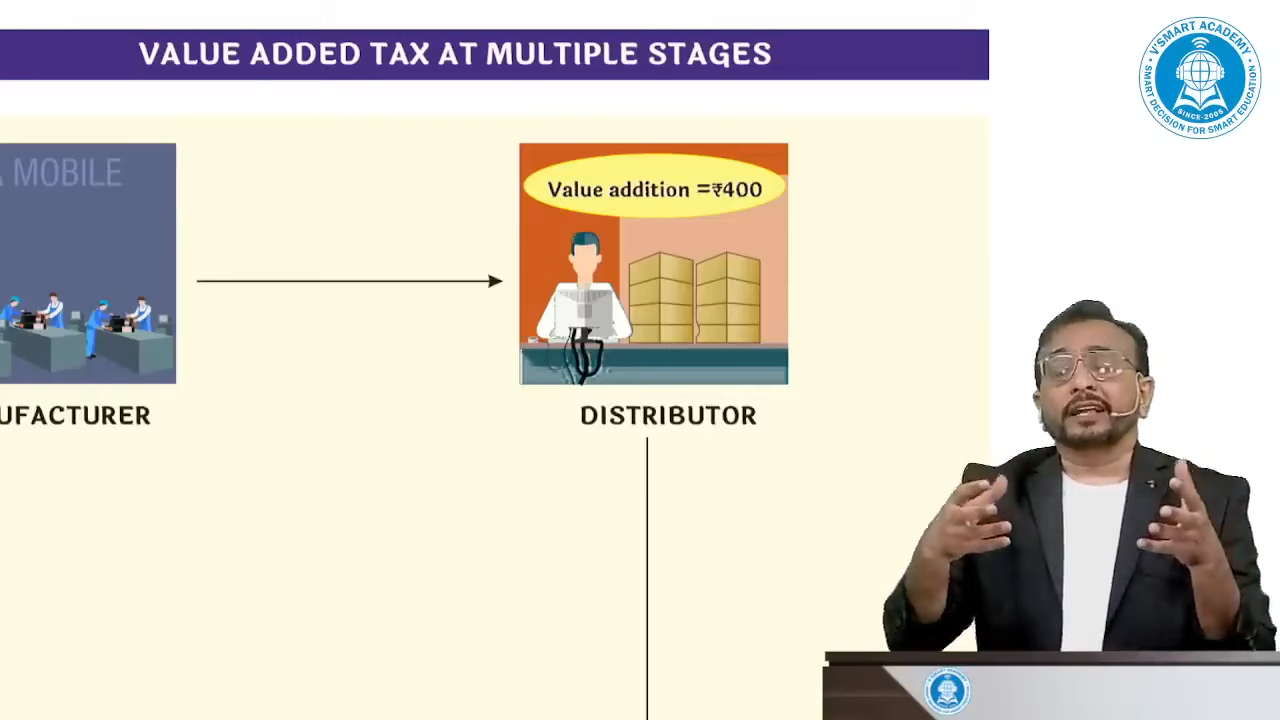 VALUE ADDED TAX AT MULTIPLE STAGES
V'SMART ACADEMY
SMART DECISION FOR SMART EDUCATION
SINCE-2005
A MOBILE
Value addition =₹400
UFACTURER
DISTRIBUTOR